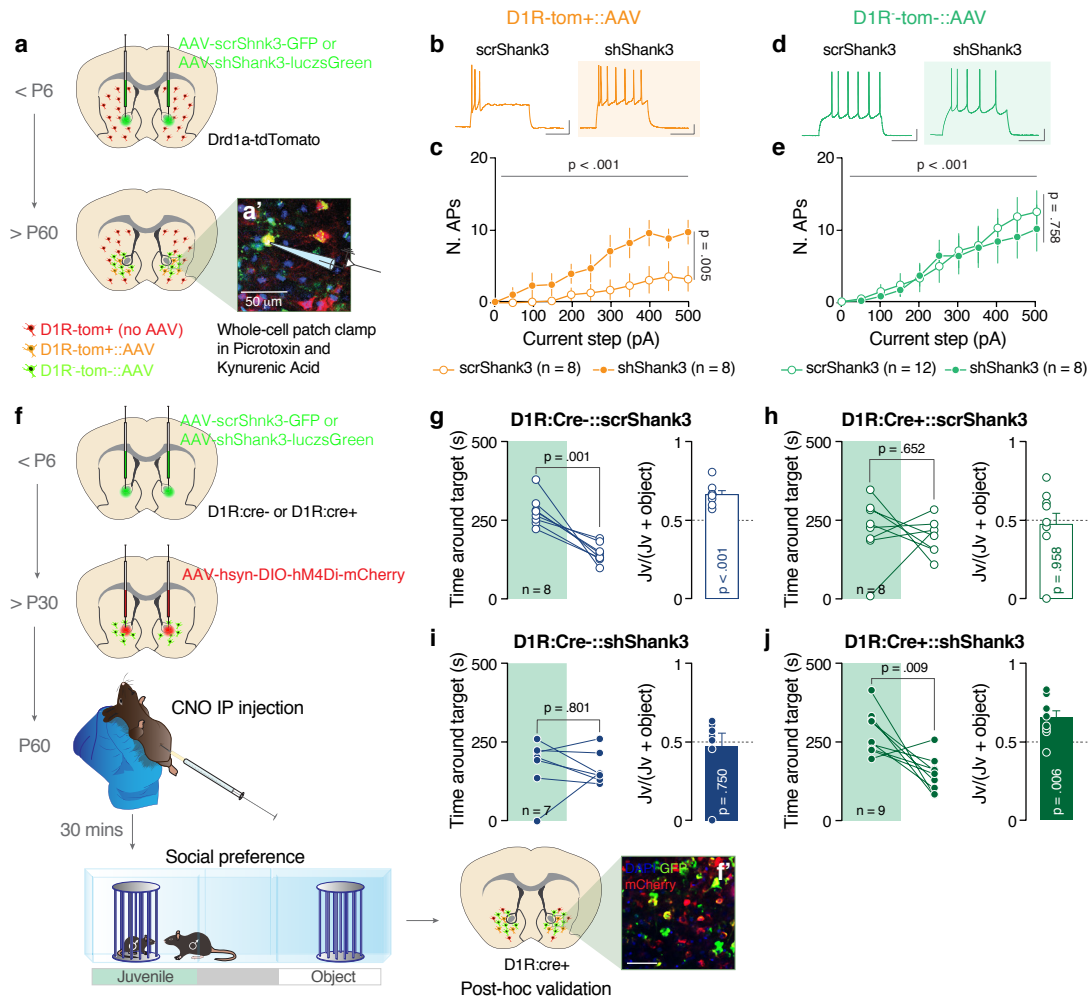 D1R-tom+::AAV
D1R⁻-tom-::AAV
a
AAV-scrShnk3-GFP or
AAV-shShank3-luczsGreen
< P6
Drd1a-tdTomato
> P60
a'
50 μm
D1R-tom+ (no AAV)
D1R-tom+::AAV
D1R⁻-tom-::AAV
Whole-cell patch clamp
in Picrotoxin and
Kynurenic Acid
b
scrShank3
shShank3
c
20
10
0
N. APs
p < .001
p = .005
0
100
200
300
400
500
Current step (pA)
scrShank3 (n = 8)
shShank3 (n = 8)
d
scrShank3
shShank3
e
20
10
0
N. APs
p < .001
p = .758
0
100
200
300
400
500
Current step (pA)
scrShank3 (n = 12)
shShank3 (n = 8)
f
AAV-scrShnk3-GFP or
AAV-shShank3-luczsGreen
< P6
D1R:cre- or D1R:cre+
AAV-hsyn-DIO-hM4Di-mCherry
> P30
CNO IP injection
P60
30 mins
Social preference
Juvenile
Object
D1R:cre+
Post-hoc validation
DAPI GFP
mCherry
f'
g
D1R:Cre-::scrShank3
Time around target (s)
500
250
0
p = .001
n = 8
Jv/(Jv + object)
1
0.5
0
p < .001
h
D1R:Cre+::scrShank3
Time around target (s)
500
250
0
p = .652
n = 8
Jv/(Jv + object)
1
0.5
0
p = .958
i
D1R:Cre-::shShank3
Time around target (s)
500
250
0
p = .801
n = 7
Jv/(Jv + object)
1
0.5
0
p = .750
j
D1R:Cre+::shShank3
Time around target (s)
500
250
0
p = .009
n = 9
Jv/(Jv + object)
1
0.5
0
p = .006